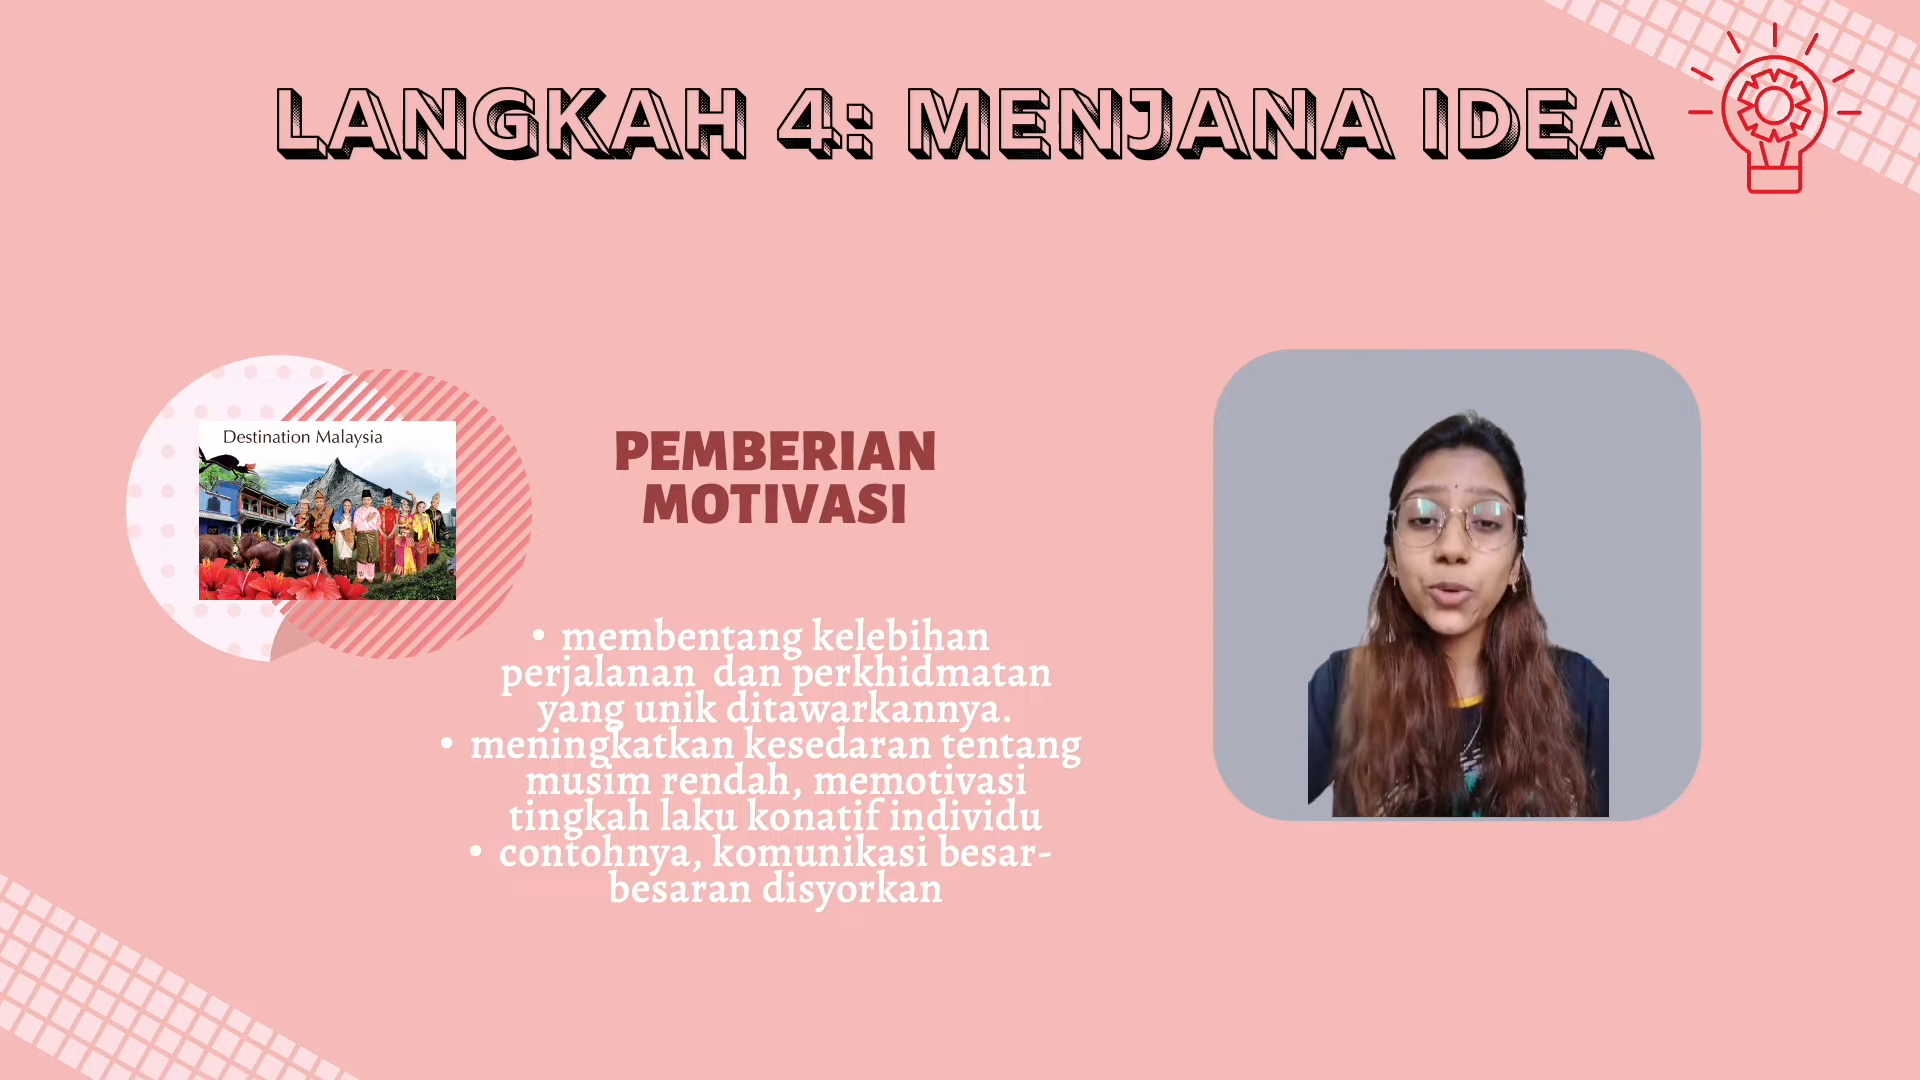 LANGKAH 4: MENJANA IDEA
Destination Malaysia
PEMBERIAN
MOTIVASI
• membentang kelebihan
perjalanan dan perkhidmatan
yang unik ditawarkannya.
• meningkatkan kesedaran tentang
musim rendah, memotivasi
tingkah laku konatif individu
• contohnya, komunikasi besar-
besaran disyorkan